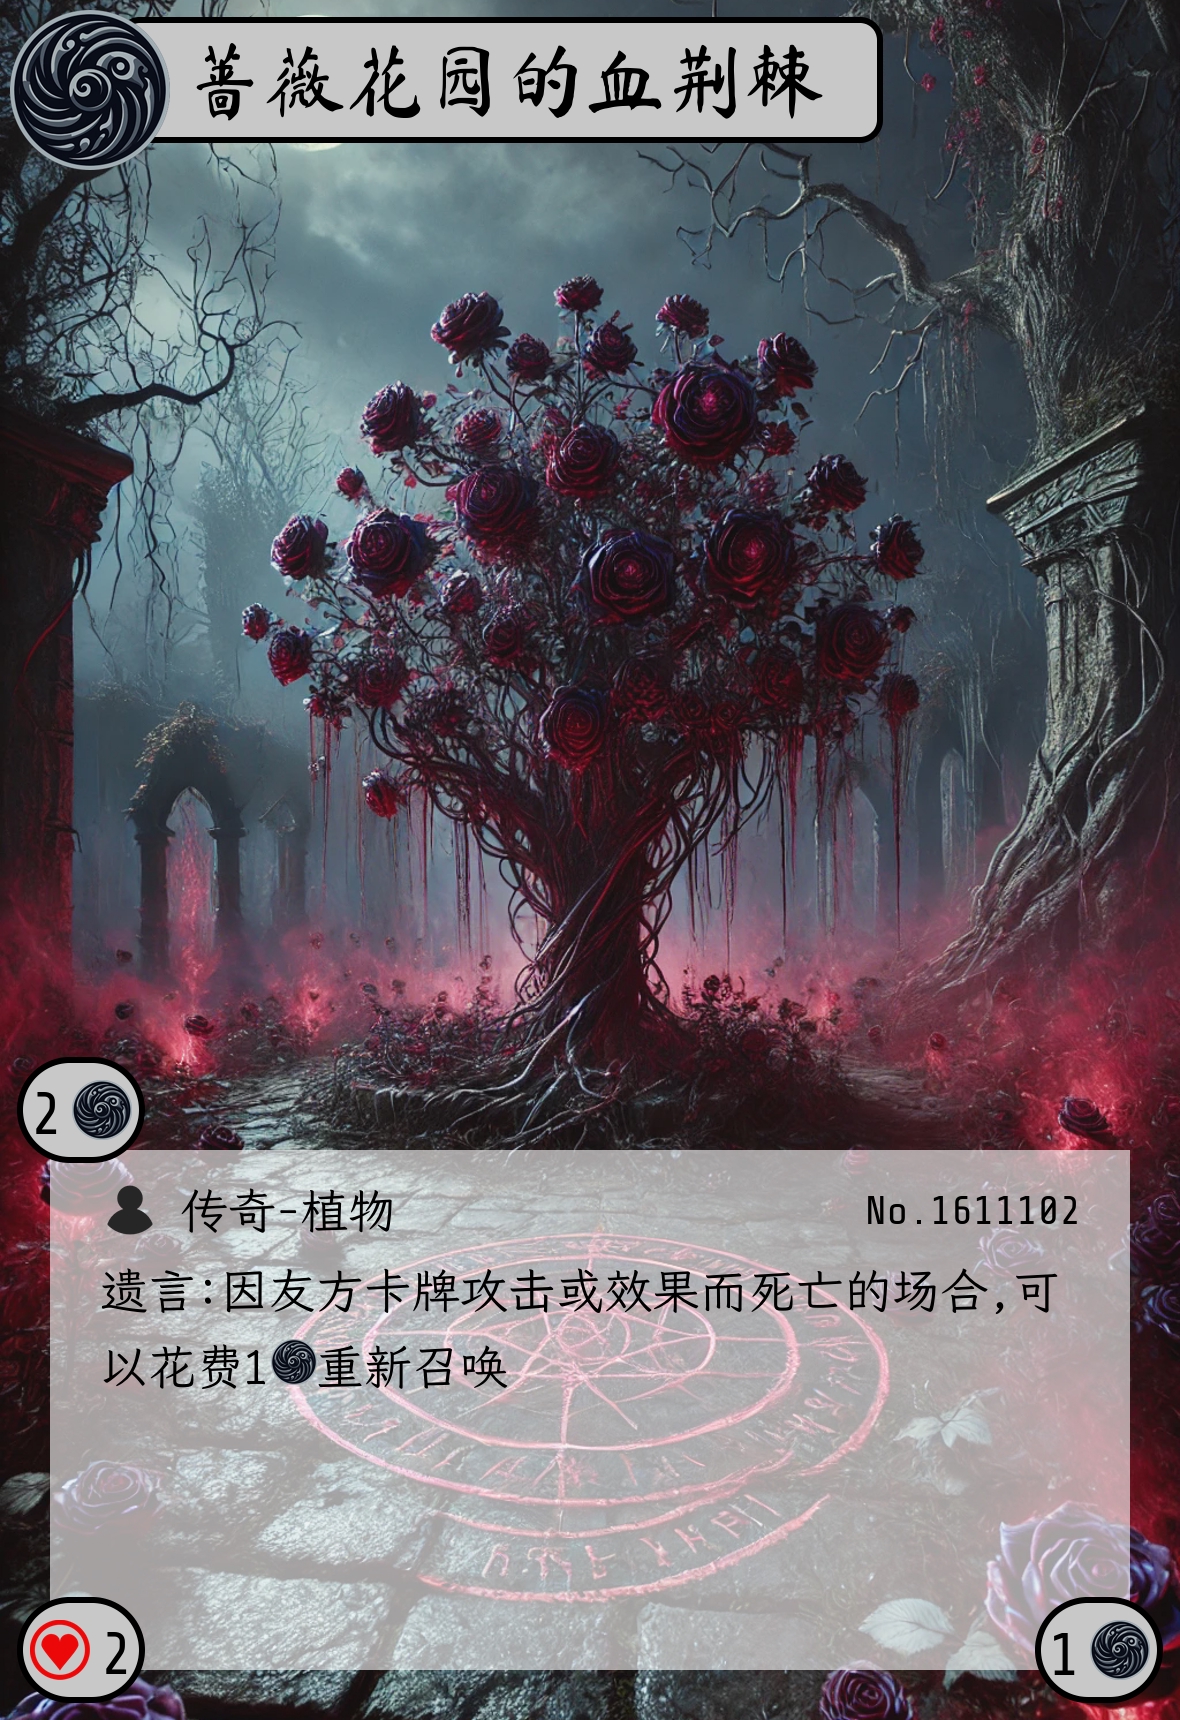 蔷薇花园的血荆棘
2
传奇-植物
No.1611102
遗言:因友方卡牌攻击或效果而死亡的场合,可
以花费1重新召唤
2
1